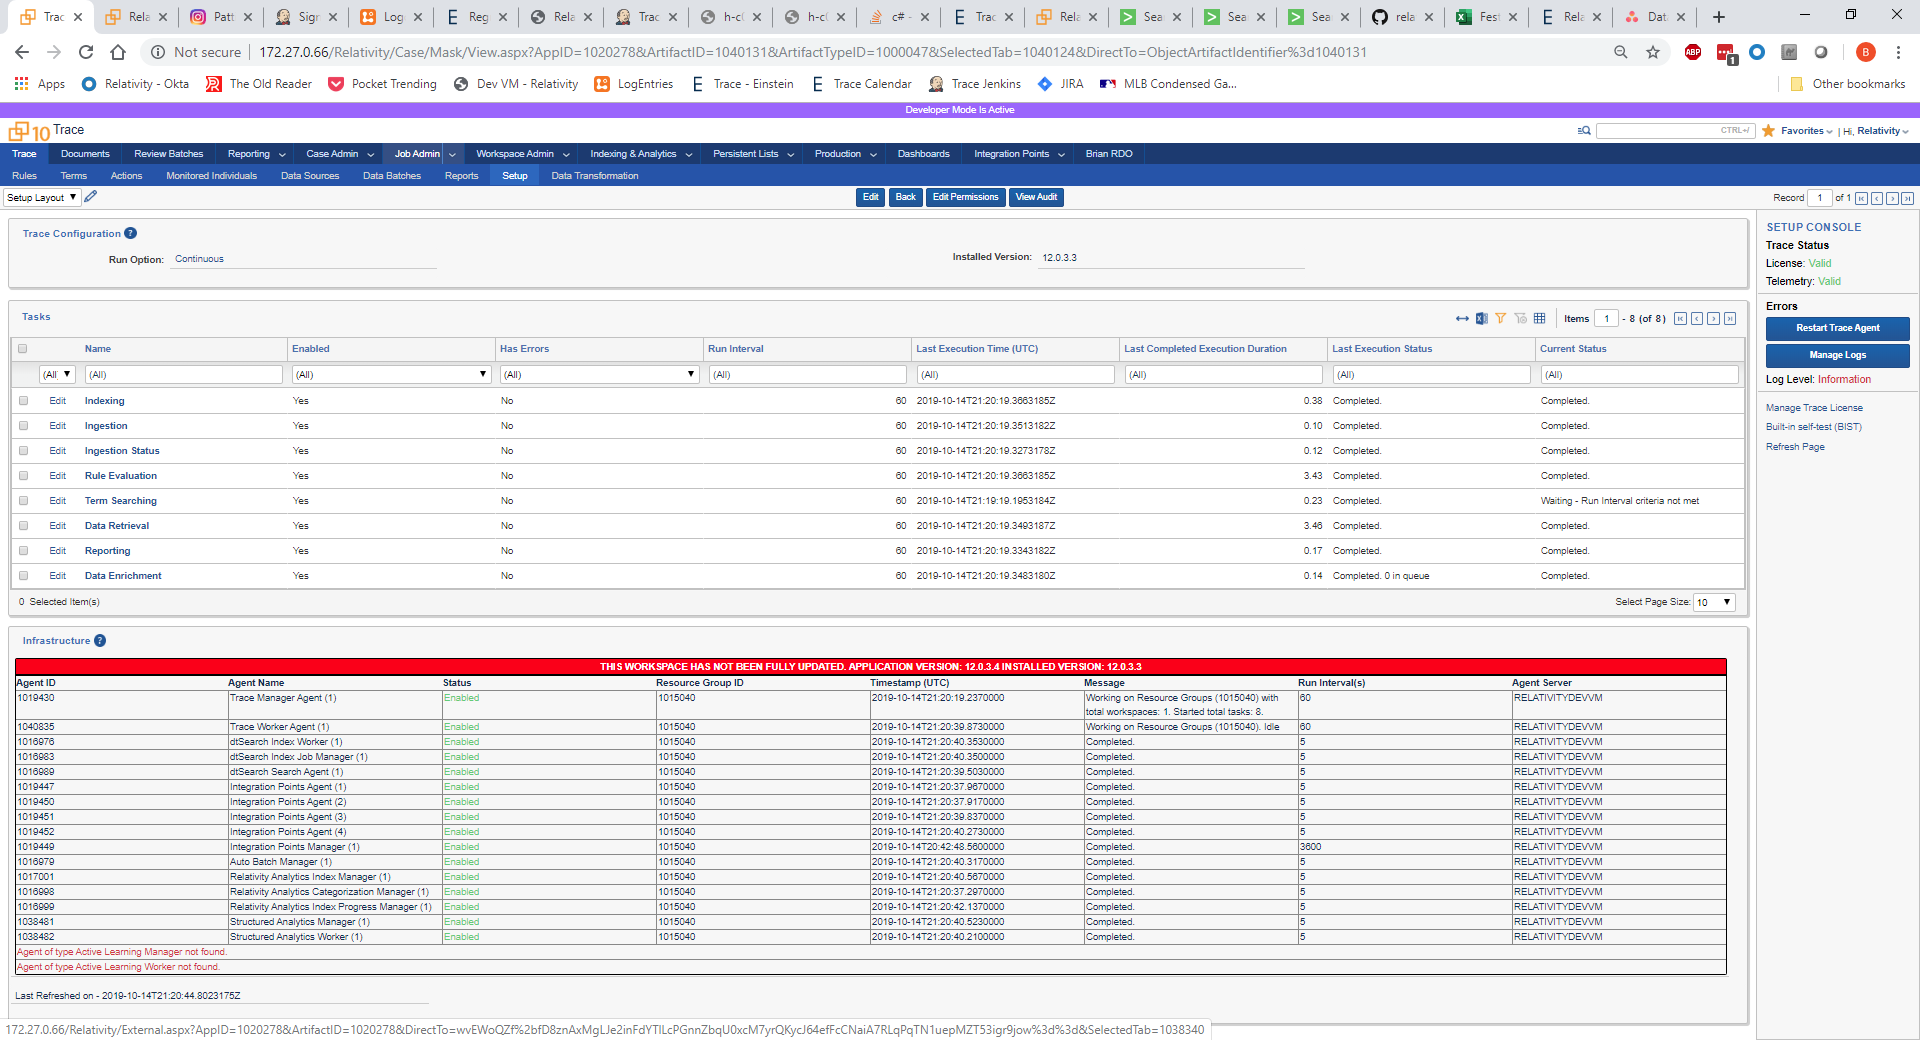 Trac
Rela
Patt
Sign
Log
Reg
Rela
Trac
h-cl
h-cl
c# -
Trac
Rela
Sea
Sea
Sea
rela
Fest
Rela
Data
Not secure | 172.27.0.66/Relativity/Case/Mask/View.aspx?AppID=1020278&ArtifactID=1040131&ArtifactTypeID=1000047&SelectedTab=1040124&DirectTo=ObjectArtifactIdentifier%3d1040131
ABP
1
B
Apps Relativity - Okta The Old Reader Pocket Trending Dev VM - Relativity LogEntries Trace - Einstein Trace Calendar Trace Jenkins JIRA MLB Condensed Ga... Other bookmarks
Developer Mode Is Active
10 Trace CTRL+/ Favorites | Hi, Relativity
Trace Documents Review Batches Reporting Case Admin Job Admin Workspace Admin Indexing & Analytics Persistent Lists Production Dashboards Integration Points Brian RDO
Rules Terms Actions Monitored Individuals Data Sources Data Batches Reports Setup Data Transformation
Setup Layout Edit Back Edit Permissions View Audit Record 1 of 1
Trace Configuration ?
Run Option: Continuous Installed Version: 12.0.3.3
Tasks Items 1 - 8 (of 8)
Name Enabled Has Errors Run Interval Last Execution Time (UTC) Last Completed Execution Duration Last Execution Status Current Status
(All (All) (All) (All) (All) (All) (All) (All) (All)
Edit Indexing Yes No 60 2019-10-14T21:20:19.3663185Z 0.38 Completed. Completed.
Edit Ingestion Yes No 60 2019-10-14T21:20:19.3513182Z 0.10 Completed. Completed.
Edit Ingestion Status Yes No 60 2019-10-14T21:20:19.3273178Z 0.12 Completed. Completed.
Edit Rule Evaluation Yes No 60 2019-10-14T21:20:19.3663185Z 3.43 Completed. Completed.
Edit Term Searching Yes No 60 2019-10-14T21:19:19.1953184Z 0.23 Completed. Waiting - Run Interval criteria not met
Edit Data Retrieval Yes No 60 2019-10-14T21:20:19.3493187Z 3.46 Completed. Completed.
Edit Reporting Yes No 60 2019-10-14T21:20:19.3343182Z 0.17 Completed. Completed.
Edit Data Enrichment Yes No 60 2019-10-14T21:20:19.3483180Z 0.14 Completed. 0 in queue Completed.
0 Selected Item(s) Select Page Size: 10
SETUP CONSOLE
Trace Status
License: Valid
Telemetry: Valid
Errors
Restart Trace Agent
Manage Logs
Log Level: Information
Manage Trace License
Built-in self-test (BIST)
Refresh Page
Infrastructure ?
THIS WORKSPACE HAS NOT BEEN FULLY UPDATED. APPLICATION VERSION: 12.0.3.4 INSTALLED VERSION: 12.0.3.3
Agent ID Agent Name Status Resource Group ID Timestamp (UTC) Message Run Interval(s) Agent Server
1019430 Trace Manager Agent (1) Enabled 1015040 2019-10-14T21:20:19.2370000 Working on Resource Groups (1015040) with 60 RELATIVITYDEVVM
total workspaces: 1. Started total tasks: 8.
1040835 Trace Worker Agent (1) Enabled 1015040 2019-10-14T21:20:39.8730000 Working on Resource Groups (1015040). Idle 60 RELATIVITYDEVVM
1016976 dtSearch Index Worker (1) Enabled 1015040 2019-10-14T21:20:40.3530000 Completed. 5 RELATIVITYDEVVM
1016983 dtSearch Index Job Manager (1) Enabled 1015040 2019-10-14T21:20:40.3500000 Completed. 5 RELATIVITYDEVVM
1016989 dtSearch Search Agent (1) Enabled 1015040 2019-10-14T21:20:39.5030000 Completed. 5 RELATIVITYDEVVM
1019447 Integration Points Agent (1) Enabled 1015040 2019-10-14T21:20:37.9670000 Completed. 5 RELATIVITYDEVVM
1019450 Integration Points Agent (2) Enabled 1015040 2019-10-14T21:20:37.9170000 Completed. 5 RELATIVITYDEVVM
1019451 Integration Points Agent (3) Enabled 1015040 2019-10-14T21:20:39.8370000 Completed. 5 RELATIVITYDEVVM
1019452 Integration Points Agent (4) Enabled 1015040 2019-10-14T21:20:40.2730000 Completed. 5 RELATIVITYDEVVM
1019449 Integration Points Manager (1) Enabled 1015040 2019-10-14T20:42:48.5600000 Completed. 3600 RELATIVITYDEVVM
1016979 Auto Batch Manager (1) Enabled 1015040 2019-10-14T21:20:40.3170000 Completed. 5 RELATIVITYDEVVM
1017001 Relativity Analytics Index Manager (1) Enabled 1015040 2019-10-14T21:20:40.5670000 Completed. 5 RELATIVITYDEVVM
1016998 Relativity Analytics Categorization Manager (1) Enabled 1015040 2019-10-14T21:20:37.2970000 Completed. 5 RELATIVITYDEVVM
1016999 Relativity Analytics Index Progress Manager (1) Enabled 1015040 2019-10-14T21:20:42.1370000 Completed. 5 RELATIVITYDEVVM
1038481 Structured Analytics Manager (1) Enabled 1015040 2019-10-14T21:20:40.5230000 Completed. 5 RELATIVITYDEVVM
1038482 Structured Analytics Worker (1) Enabled 1015040 2019-10-14T21:20:40.2100000 Completed. 5 RELATIVITYDEVVM
Agent of type Active Learning Manager not found.
Agent of type Active Learning Worker not found.
Last Refreshed on - 2019-10-14T21:20:44.8023175Z
172.27.0.66/Relativity/External.aspx?AppID=1020278&ArtifactID=1020278&DirectTo=wvEWoQZf%2bfD8znAxMgLJe2inFdYTlLcPGnnZbqU0xcM7yrQKycJ64efFcCNaiA7RLqPqTN1uepMZT53igr9jow%3d%3d&SelectedTab=1038340